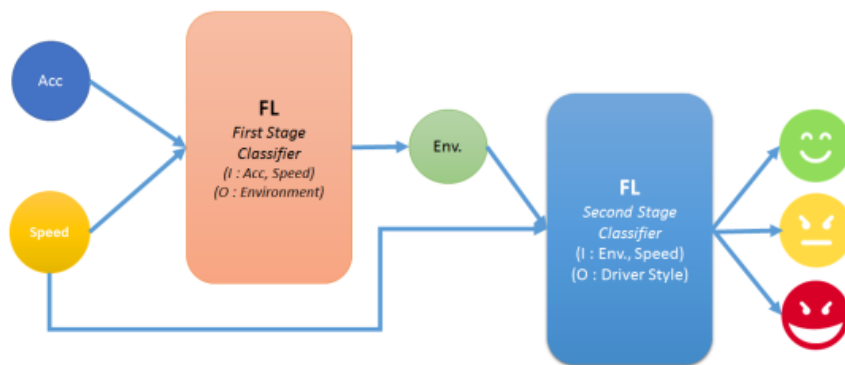 Acc
Speed
FL
First Stage
Classifier
(I : Acc, Speed)
(O : Environment)
Env.
FL
Second Stage
Classifier
(I : Env., Speed)
(O : Driver Style)